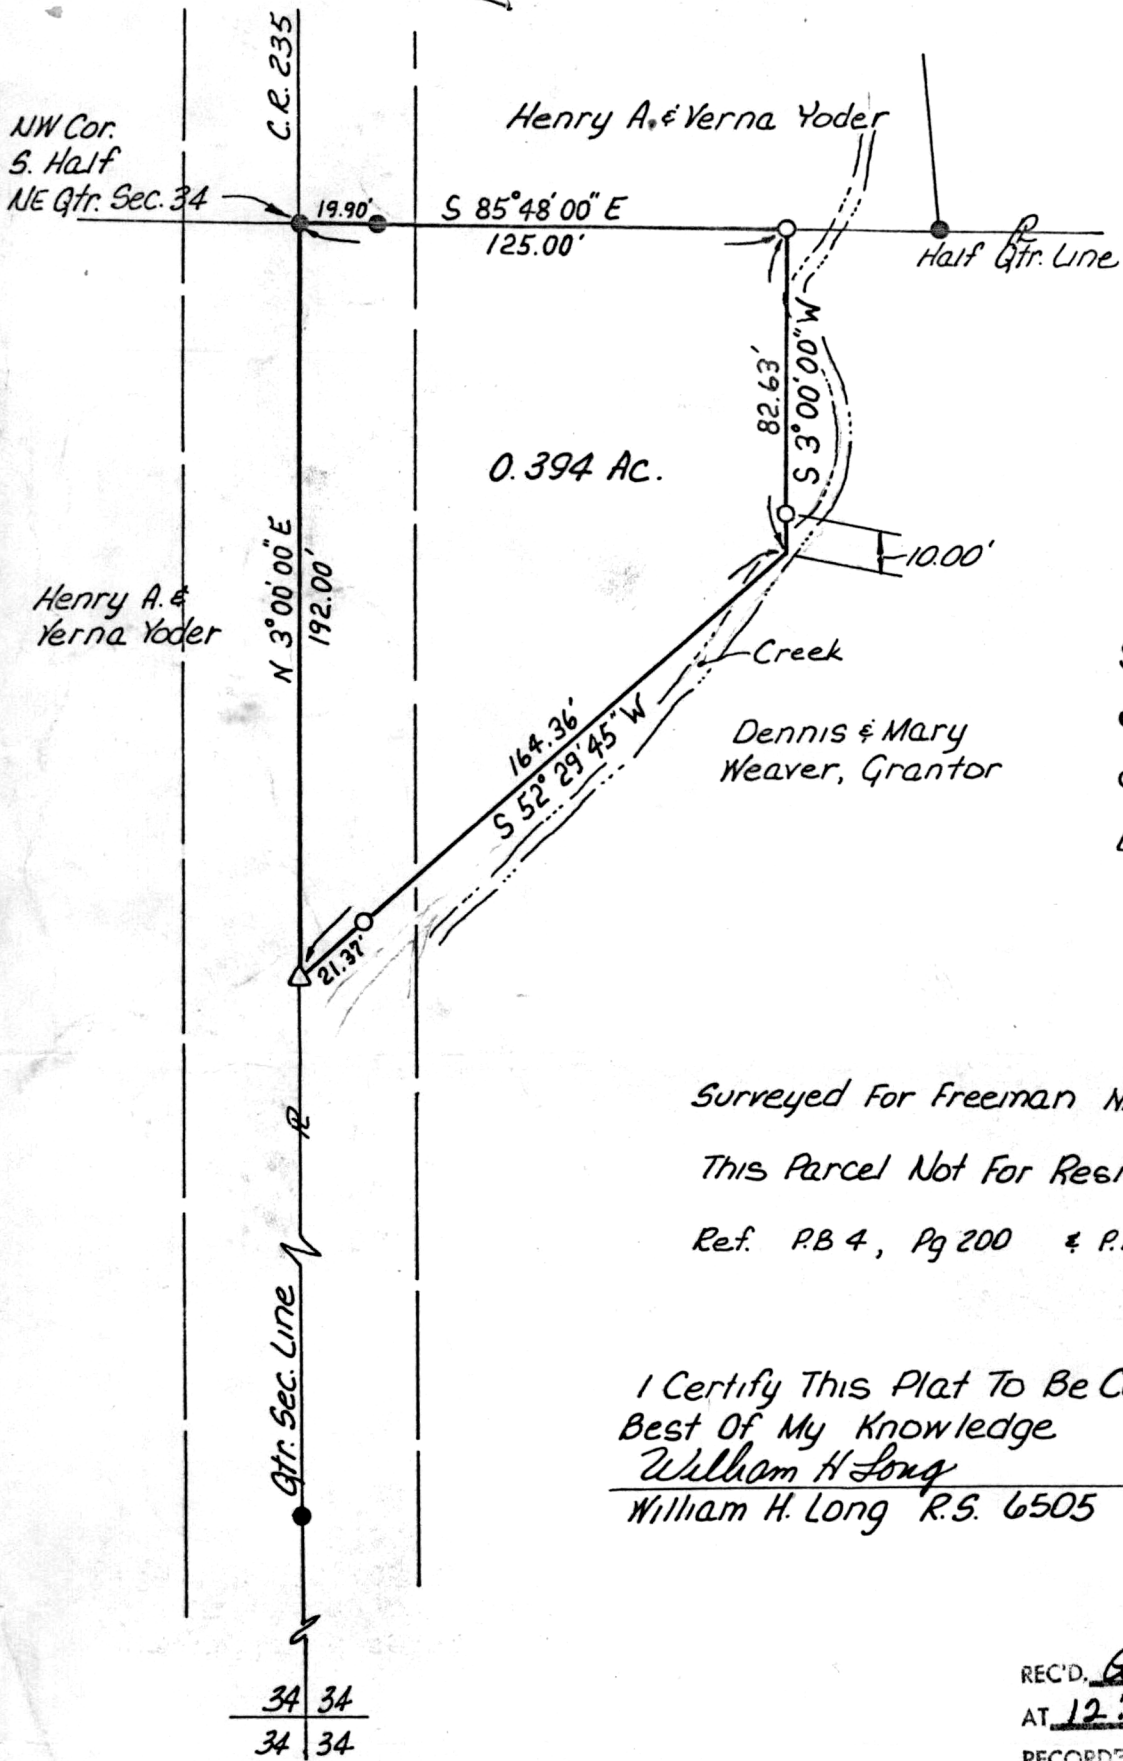 C.R. 235
NW Cor.
S. Half
NE Qtr. Sec. 34
Henry A. & Verna Yoder
19.90'
S 85°48'00" E
125.00'
Half Qtr. Line
82.63'
S 3°00'00" W
0.394 Ac.
10.00'
N 3°00'00" E
192.00'
Henry A. &
Verna Yoder
Creek
164.36'
S 52°29'45" W
Dennis & Mary
Weaver, Grantor
21.37'
Surveyed For Freeman
This Parcel Not For
Ref. P.B 4, Pg 200 &
Qtr. Sec. Line
I Certify This Plat To Be
Best Of My Knowledge
William H Long
William H. Long R.S. 6505
34 34
34 34
REC'D.
AT 12